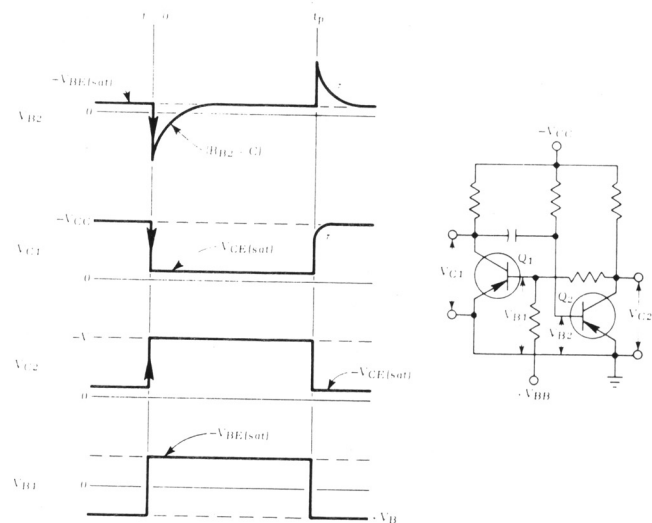 tp
-VBE(sat)
VB2
0
(RB2 · C)
τ
-VCC
VC1
-VCE(sat)
τ
0
VC2
-VCE(sat)
0
-VBE(sat)
VB1
0
-VCC
VC1
Q1
VB1
Q2
VB2
VC2
VBB